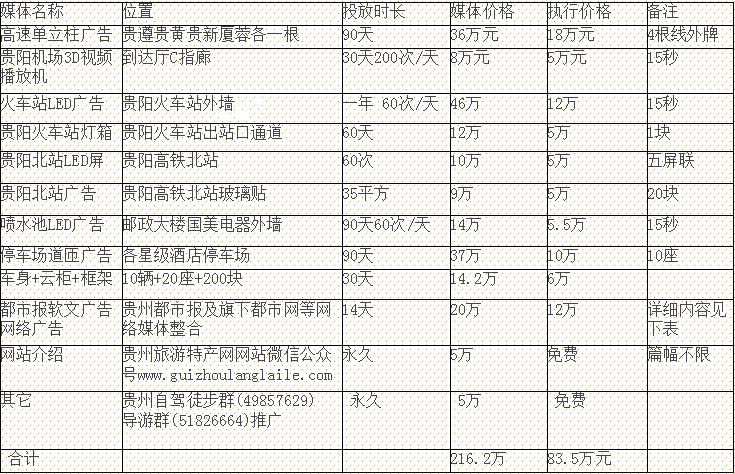 媒体名称 位置 投放时长 媒体价格 执行价格 备注
高速单立柱广告 贵遵贵黄贵新厦蓉各一根 90天 36万元 18万元 4根线外牌
贵阳机场3D视频 到达厅C指廊 30天200次/天 8万元 5万元 15秒
播放机
火车站LED广告 贵阳火车站外墙 一年 60次/天 46万 12万 15秒
贵阳火车站灯箱 贵阳火车站出站口通道 60天 12万 5万 1块
贵阳北站LED屏 贵阳高铁北站 60次 10万 5万 五屏联
贵阳北站广告 贵阳高铁北站玻璃贴 35平方 9万 5万 20块
喷水池LED广告 邮政大楼国美电器外墙 90天60次/天 14万 5.5万 15秒
停车场道匝广告 各星级酒店停车场 90天 37万 10万 10座
车身+云柜+框架 10辆+20座+200块 30天 14.2万 6万
都市报软文广告 贵州都市报及旗下都市网等网 14天 20万 12万 详细内容见
网络广告 络媒体整合 下表
网站介绍 贵州旅游特产网网站微信公众 永久 5万 免费 篇幅不限
号www.guizhoulanglaile.com
其它 贵州自驾徒步群(49857629) 永久 5万 免费
导游群(51826664)推广
合计 216.2万 83.5万元